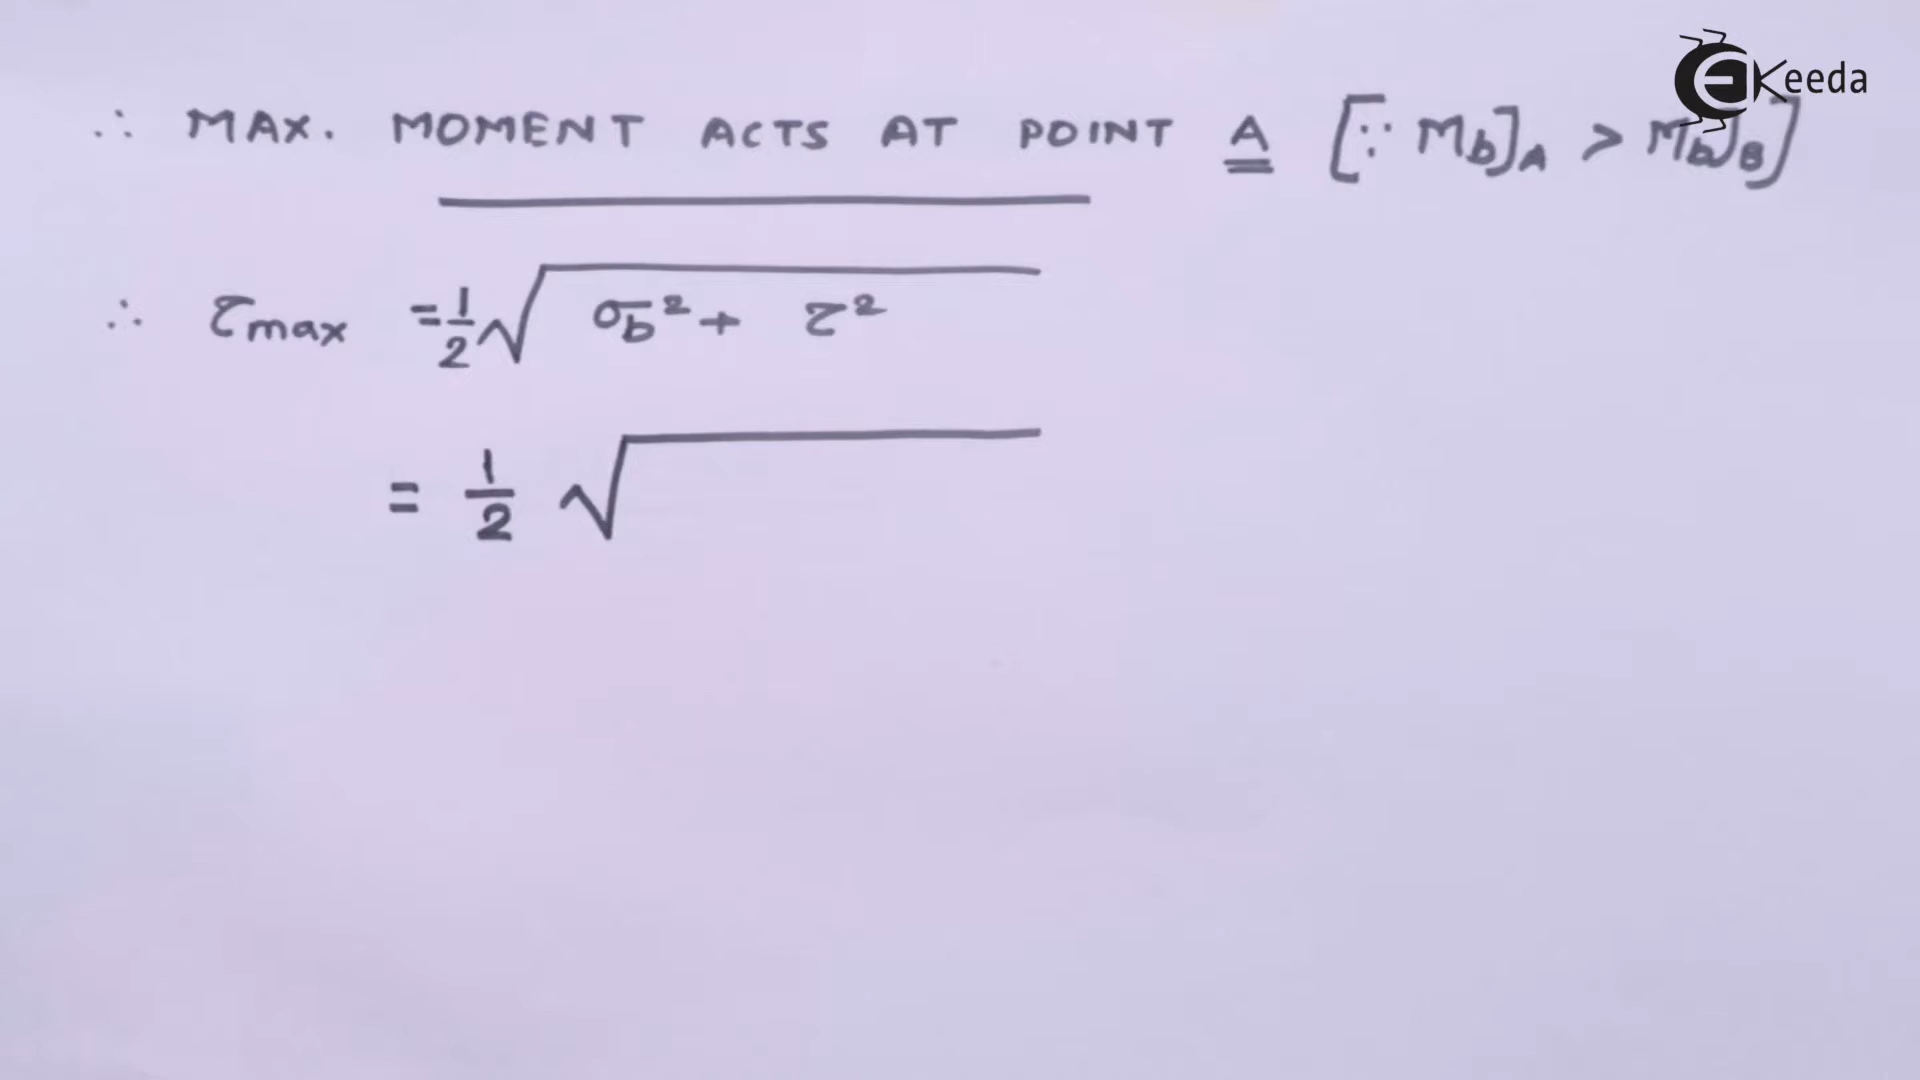 Keeda
∴ MAX. MOMENT ACTS AT POINT A [∵ Mb]A > Mb]B]
∴ τmax = 1/2 √ σb² + τ²
= 1/2 √